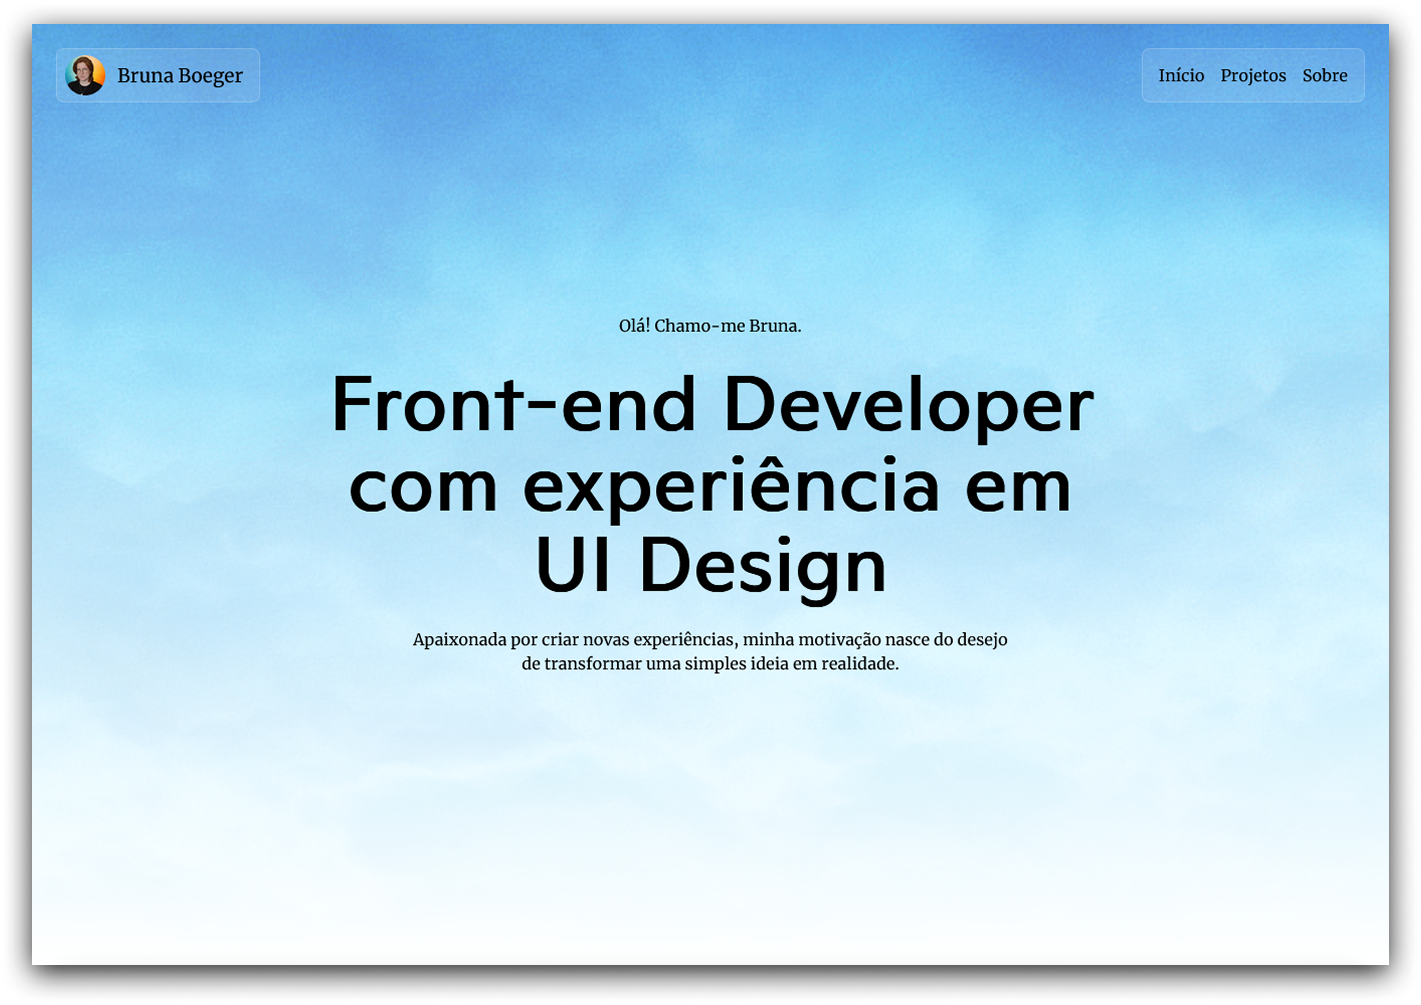 Bruna Boeger
Início Projetos Sobre
Olá! Chamo-me Bruna.
Front-end Developer
com experiência em
UI Design
Apaixonada por criar novas experiências, minha motivação nasce do desejo
de transformar uma simples ideia em realidade.